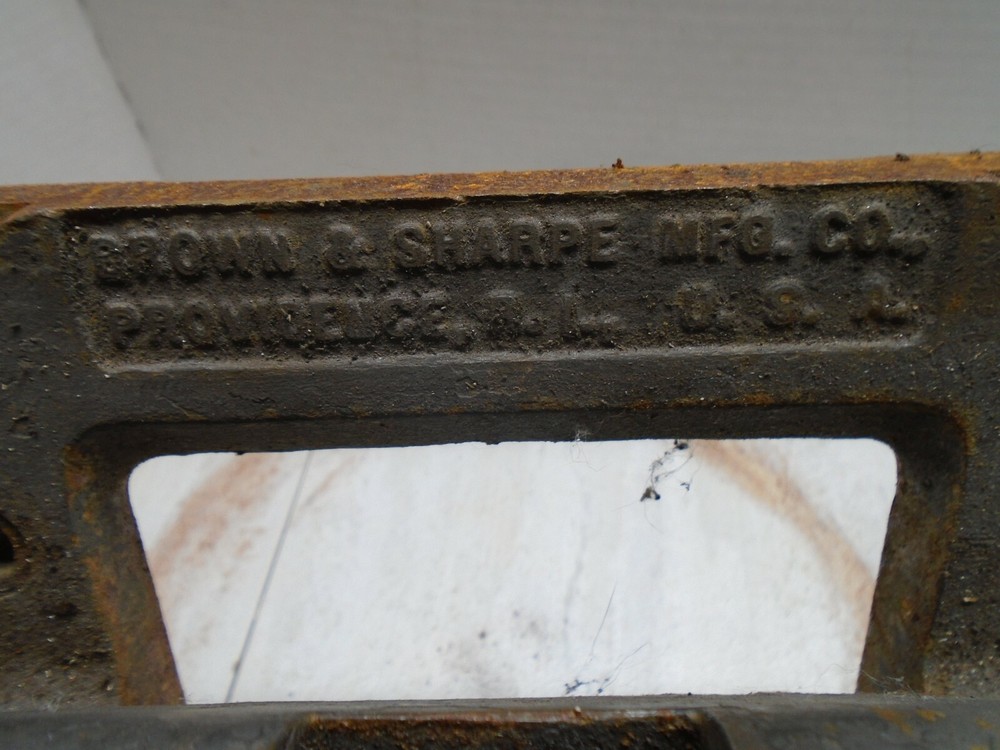 BROWN & SHARPE MFG. CO.,
PROVIDENCE, R. I., U. S. A.